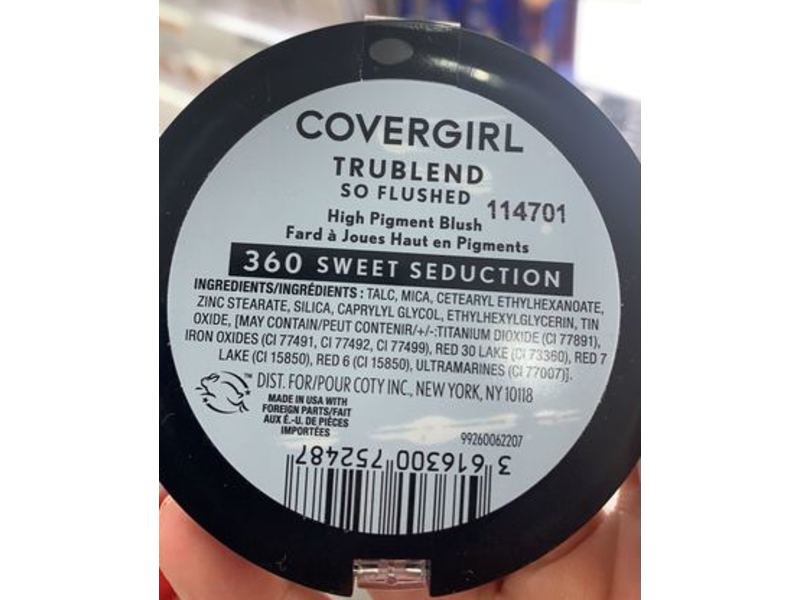 COVERGIRL
TRUBLEND
SO FLUSHED
114701
High Pigment Blush
Fard à Joues Haut en Pigments
360 SWEET SEDUCTION
INGREDIENTS/INGRÉDIENTS : TALC, MICA, CETEARYL ETHYLHEXANOATE,
ZINC STEARATE, SILICA, CAPRYLYL GLYCOL, ETHYLHEXYLGLYCERIN, TIN
OXIDE, [MAY CONTAIN/PEUT CONTENIR/+/-:TITANIUM DIOXIDE (CI 77891),
IRON OXIDES (CI 77491, CI 77492, CI 77499), RED 30 LAKE (CI 73360), RED 7
LAKE (CI 15850), RED 6 (CI 15850), ULTRAMARINES (CI 77007)].
TM
DIST. FOR/POUR COTY INC., NEW YORK, NY 10118
MADE IN USA WITH
FOREIGN PARTS/FAIT
AUX É.-U. DE PIÈCES
IMPORTÉES
99260062207
3 616300 752487